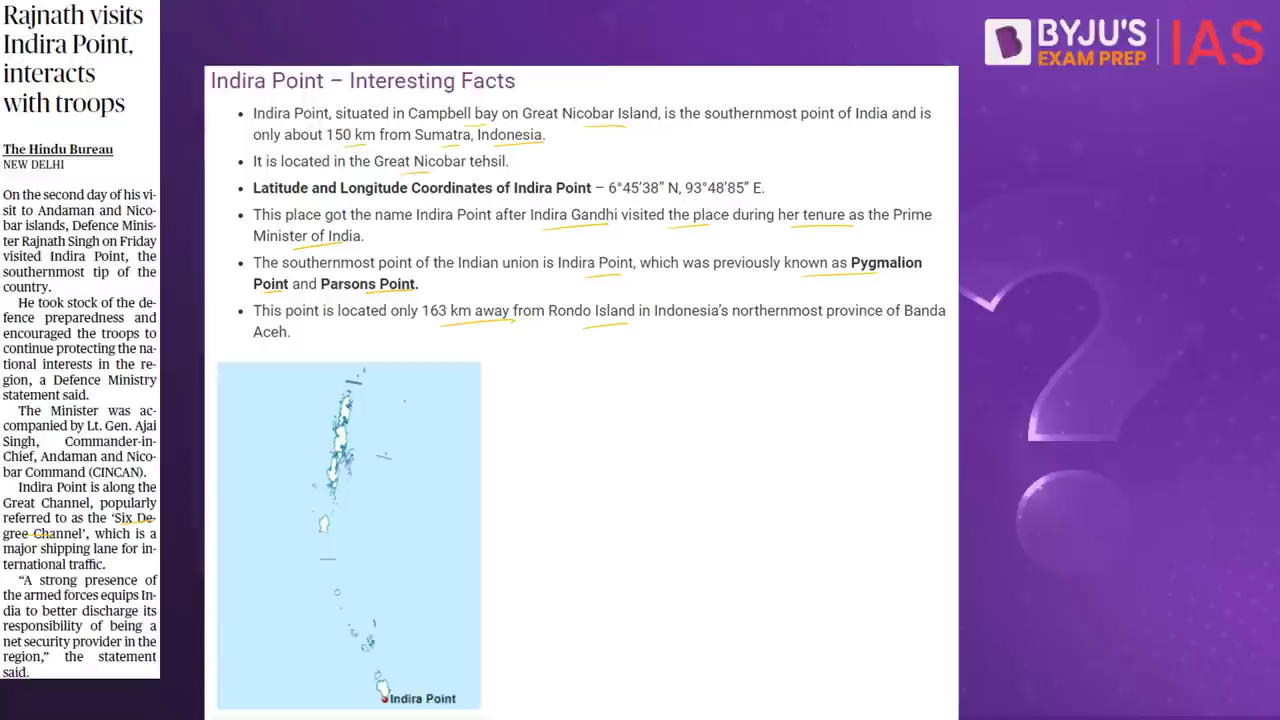 Rajnath visits
Indira Point,
interacts
with troops
The Hindu Bureau
NEW DELHI
On the second day of his vi-
sit to Andaman and Nico-
bar islands, Defence Minis-
ter Rajnath Singh on Friday
visited Indira Point, the
southernmost tip of the
country.
He took stock of the de-
fence preparedness and
encouraged the troops to
continue protecting the na-
tional interests in the re-
gion, a Defence Ministry
statement said.
The Minister was ac-
companied by Lt. Gen. Ajai
Singh, Commander-in-
Chief, Andaman and Nico-
bar Command (CINCAN).
Indira Point is along the
Great Channel, popularly
referred to as the ‘Six De-
gree Channel’, which is a
major shipping lane for in-
ternational traffic.
“A strong presence of
the armed forces equips In-
dia to better discharge its
responsibility of being a
net security provider in the
region,” the statement
said.
BYJU'S
EXAM PREP
IAS
Indira Point – Interesting Facts
• Indira Point, situated in Campbell bay on Great Nicobar Island, is the southernmost point of India and is
only about 150 km from Sumatra, Indonesia.
• It is located in the Great Nicobar tehsil.
• Latitude and Longitude Coordinates of Indira Point – 6°45’38” N, 93°48’85” E.
• This place got the name Indira Point after Indira Gandhi visited the place during her tenure as the Prime
Minister of India.
• The southernmost point of the Indian union is Indira Point, which was previously known as Pygmalion
Point and Parsons Point.
• This point is located only 163 km away from Rondo Island in Indonesia’s northernmost province of Banda
Aceh.
Indira Point